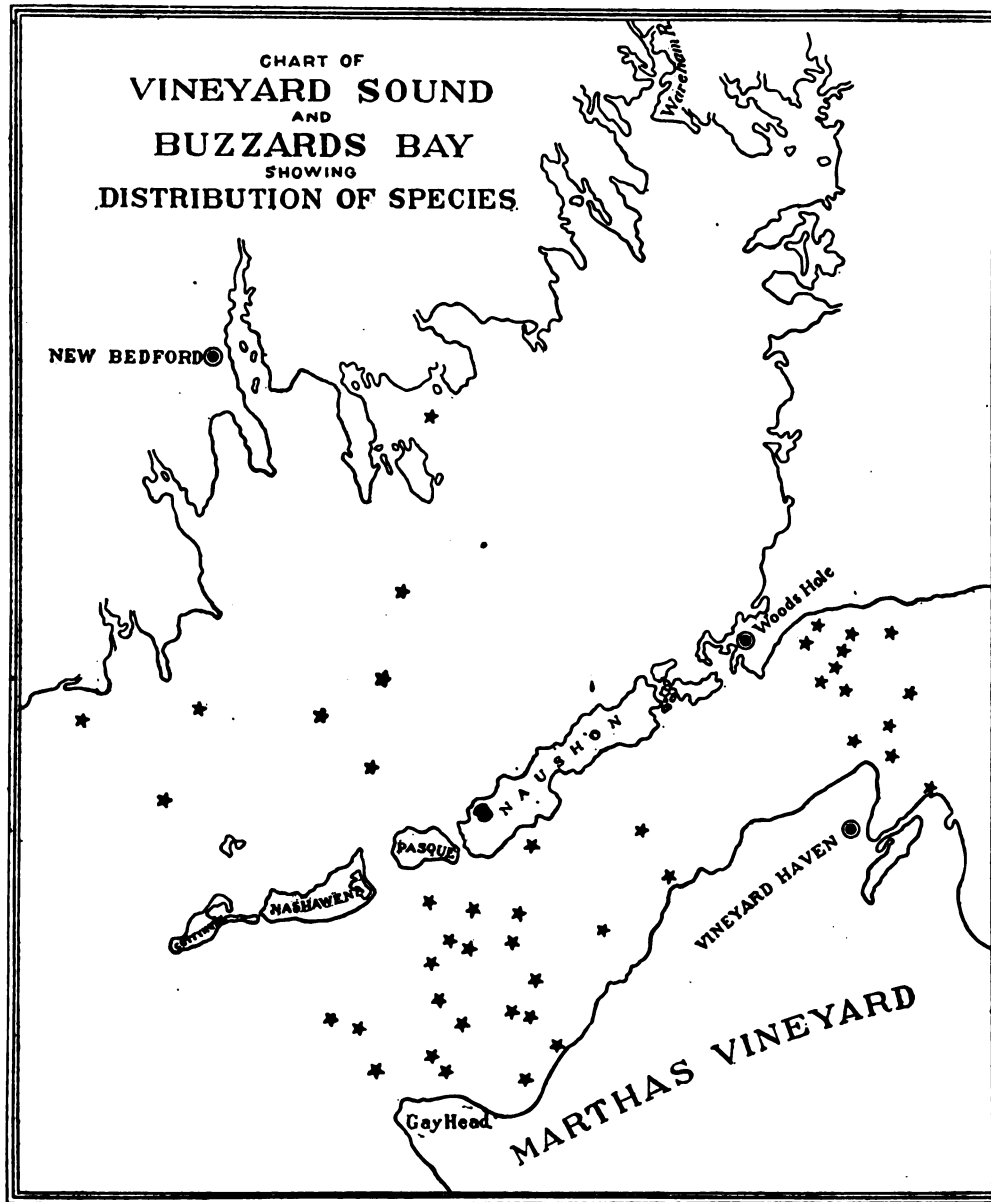 CHART OF
VINEYARD SOUND
AND
BUZZARDS BAY
SHOWING
DISTRIBUTION OF SPECIES
Wareham R.
NEW BEDFORD
Woods Hole
NAUSHON
PASQUE
NASHAWENA
VINEYARD HAVEN
MARTHAS VINEYARD
Gay Head